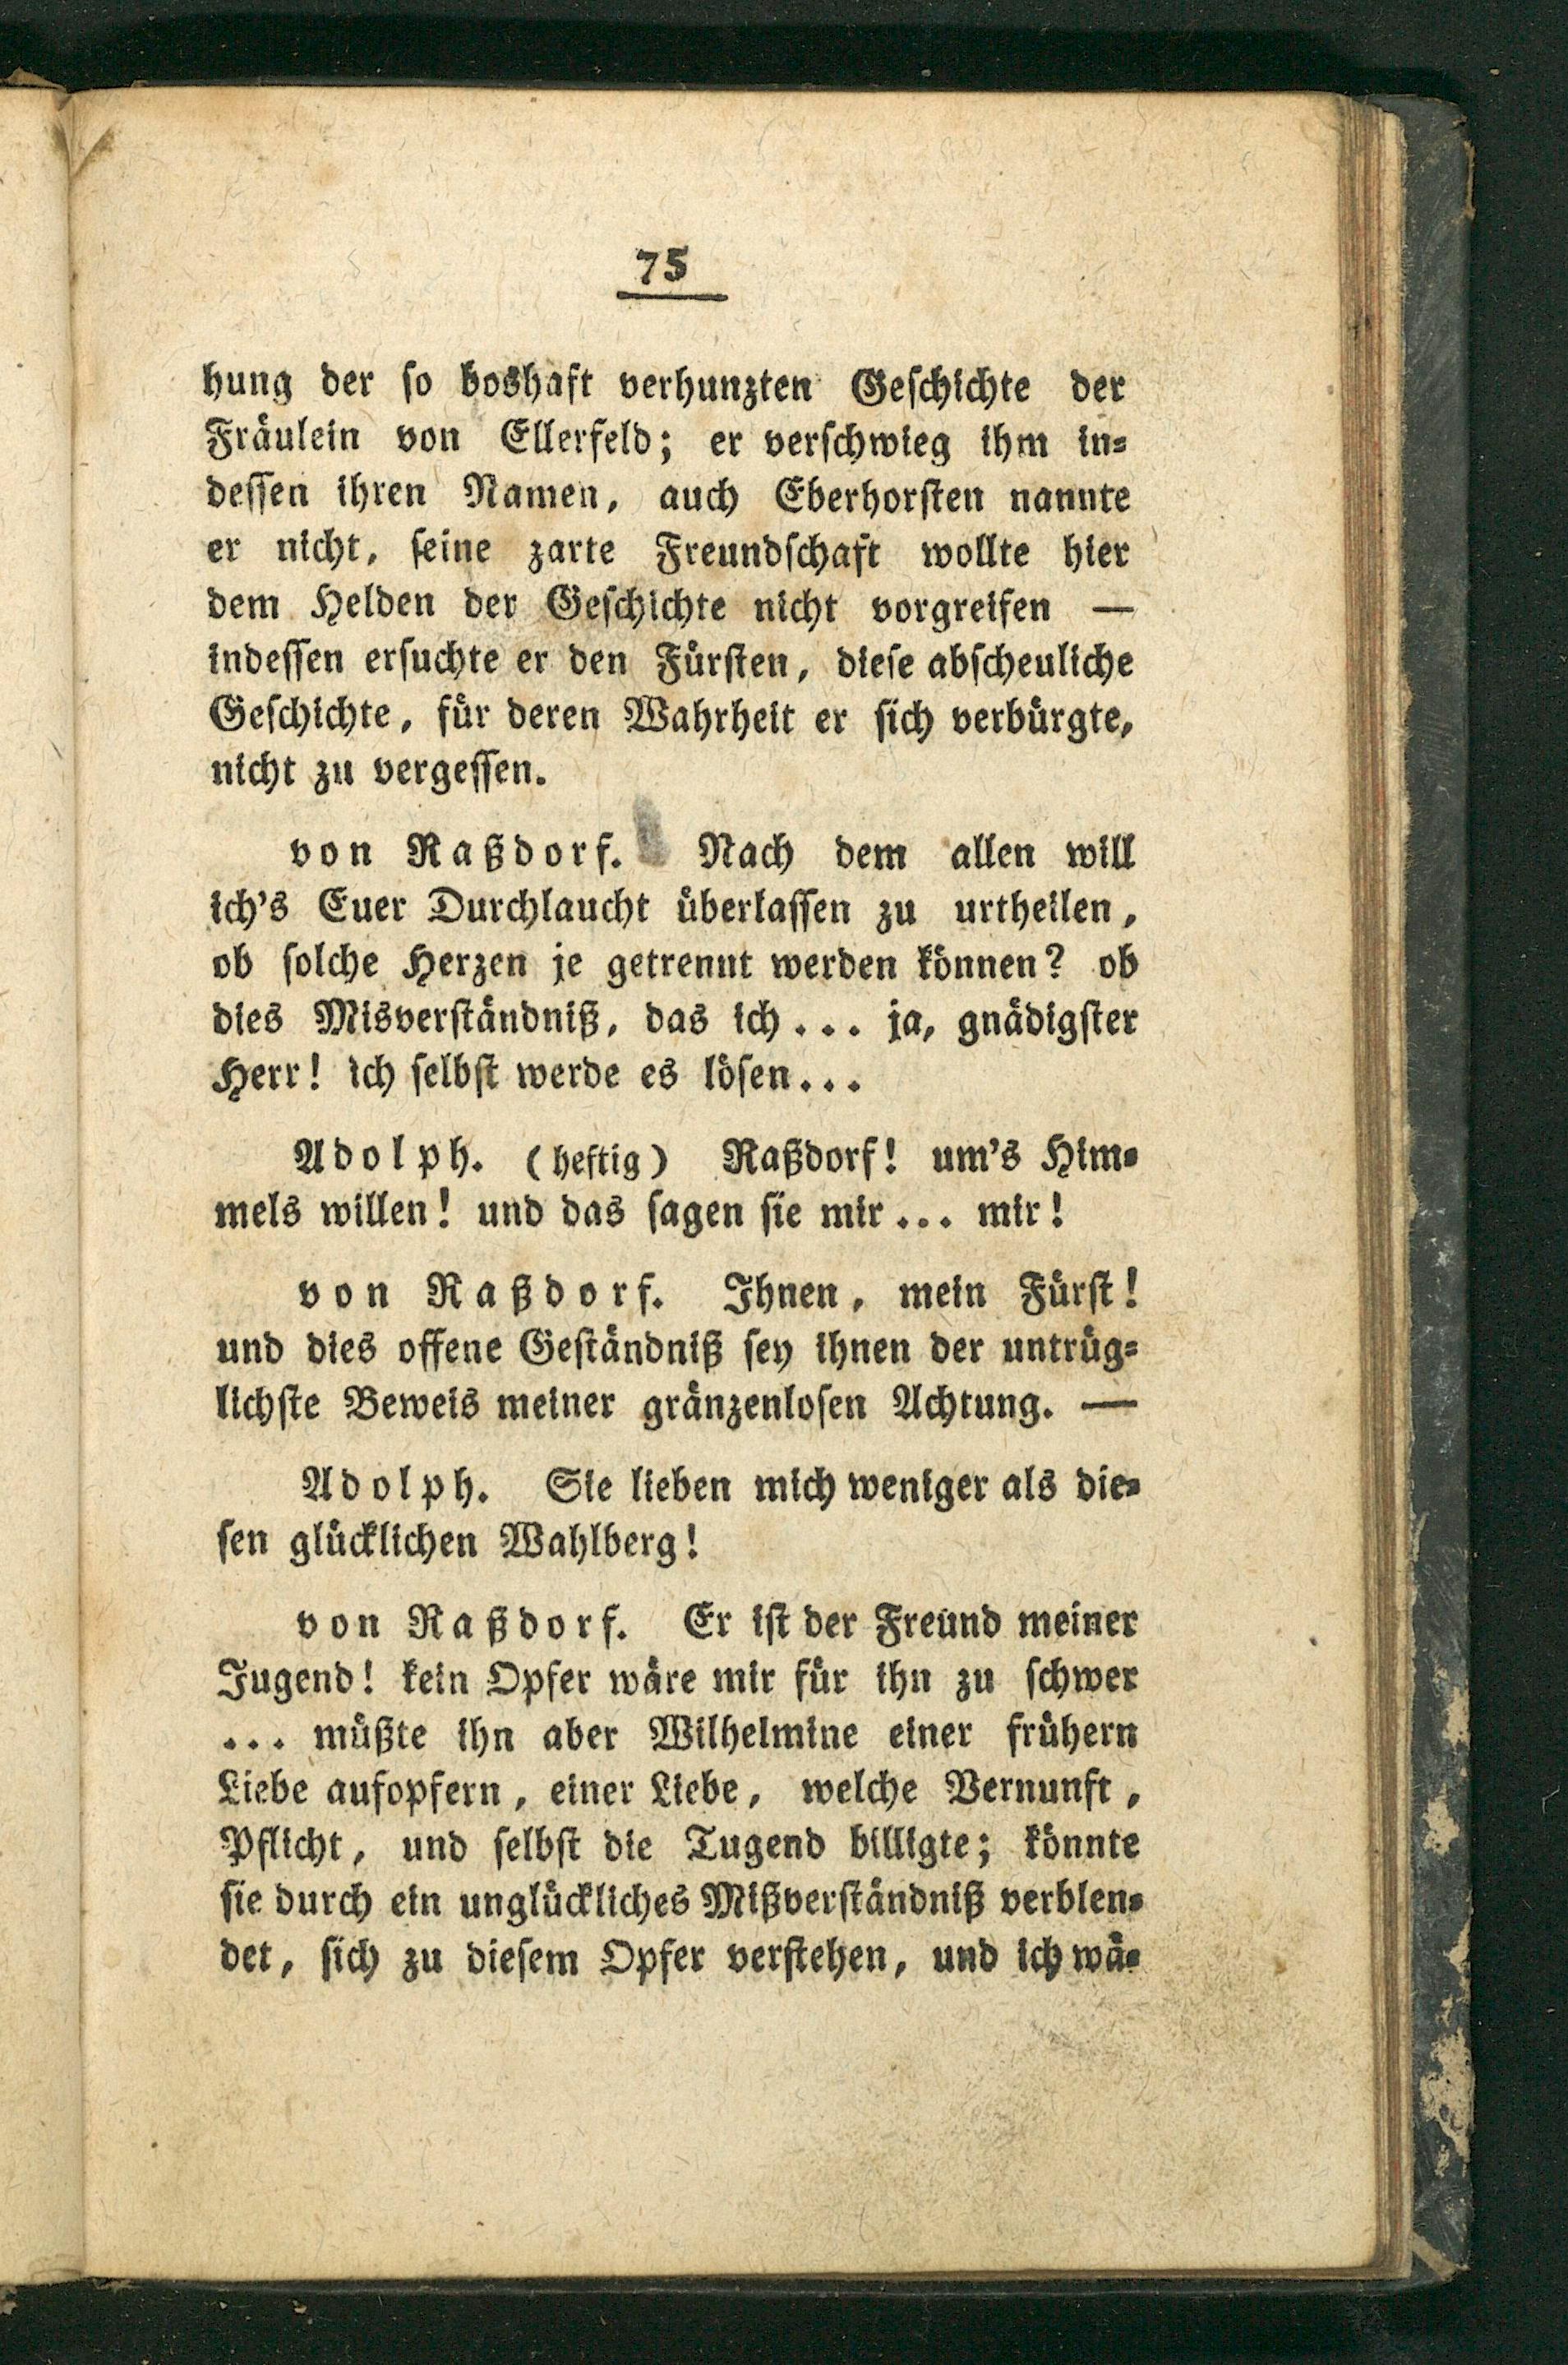 75
hung der so boshaft verhunzten Geschichte der
Fräulein von Ellerfeld; er verschwieg ihm in=
dessen ihren Namen, auch Eberhorsten nannte
er nicht, seine zarte Freundschaft wollte hier
dem Helden der Geschichte nicht vorgreifen —
indessen ersuchte er den Fürsten, diese abscheuliche
Geschichte, für deren Wahrheit er sich verbürgte,
nicht zu vergessen.
von Raßdorf. Nach dem allen will
ich's Euer Durchlaucht überlassen zu urtheilen,
ob solche Herzen je getrennt werden können? ob
dies Misverständniß, das ich... ja, gnädigster
Herr! ich selbst werde es lösen...
Adolph. (heftig) Raßdorf! um's Him=
mels willen! und das sagen sie mir... mir!
von Raßdorf. Ihnen, mein Fürst!
und dies offene Geständniß sey ihnen der untrüg=
lichste Beweis meiner gränzenlosen Achtung. —
Adolph. Sie lieben mich weniger als die=
sen glücklichen Wahlberg!
von Raßdorf. Er ist der Freund meiner
Jugend! kein Opfer wäre mir für ihn zu schwer
... müßte ihn aber Wilhelmine einer frühern
Liebe aufopfern, einer Liebe, welche Vernunft,
Pflicht, und selbst die Tugend billigte; könnte
sie durch ein unglückliches Mißverständniß verblen=
det, sich zu diesem Opfer verstehen, und ich wä=